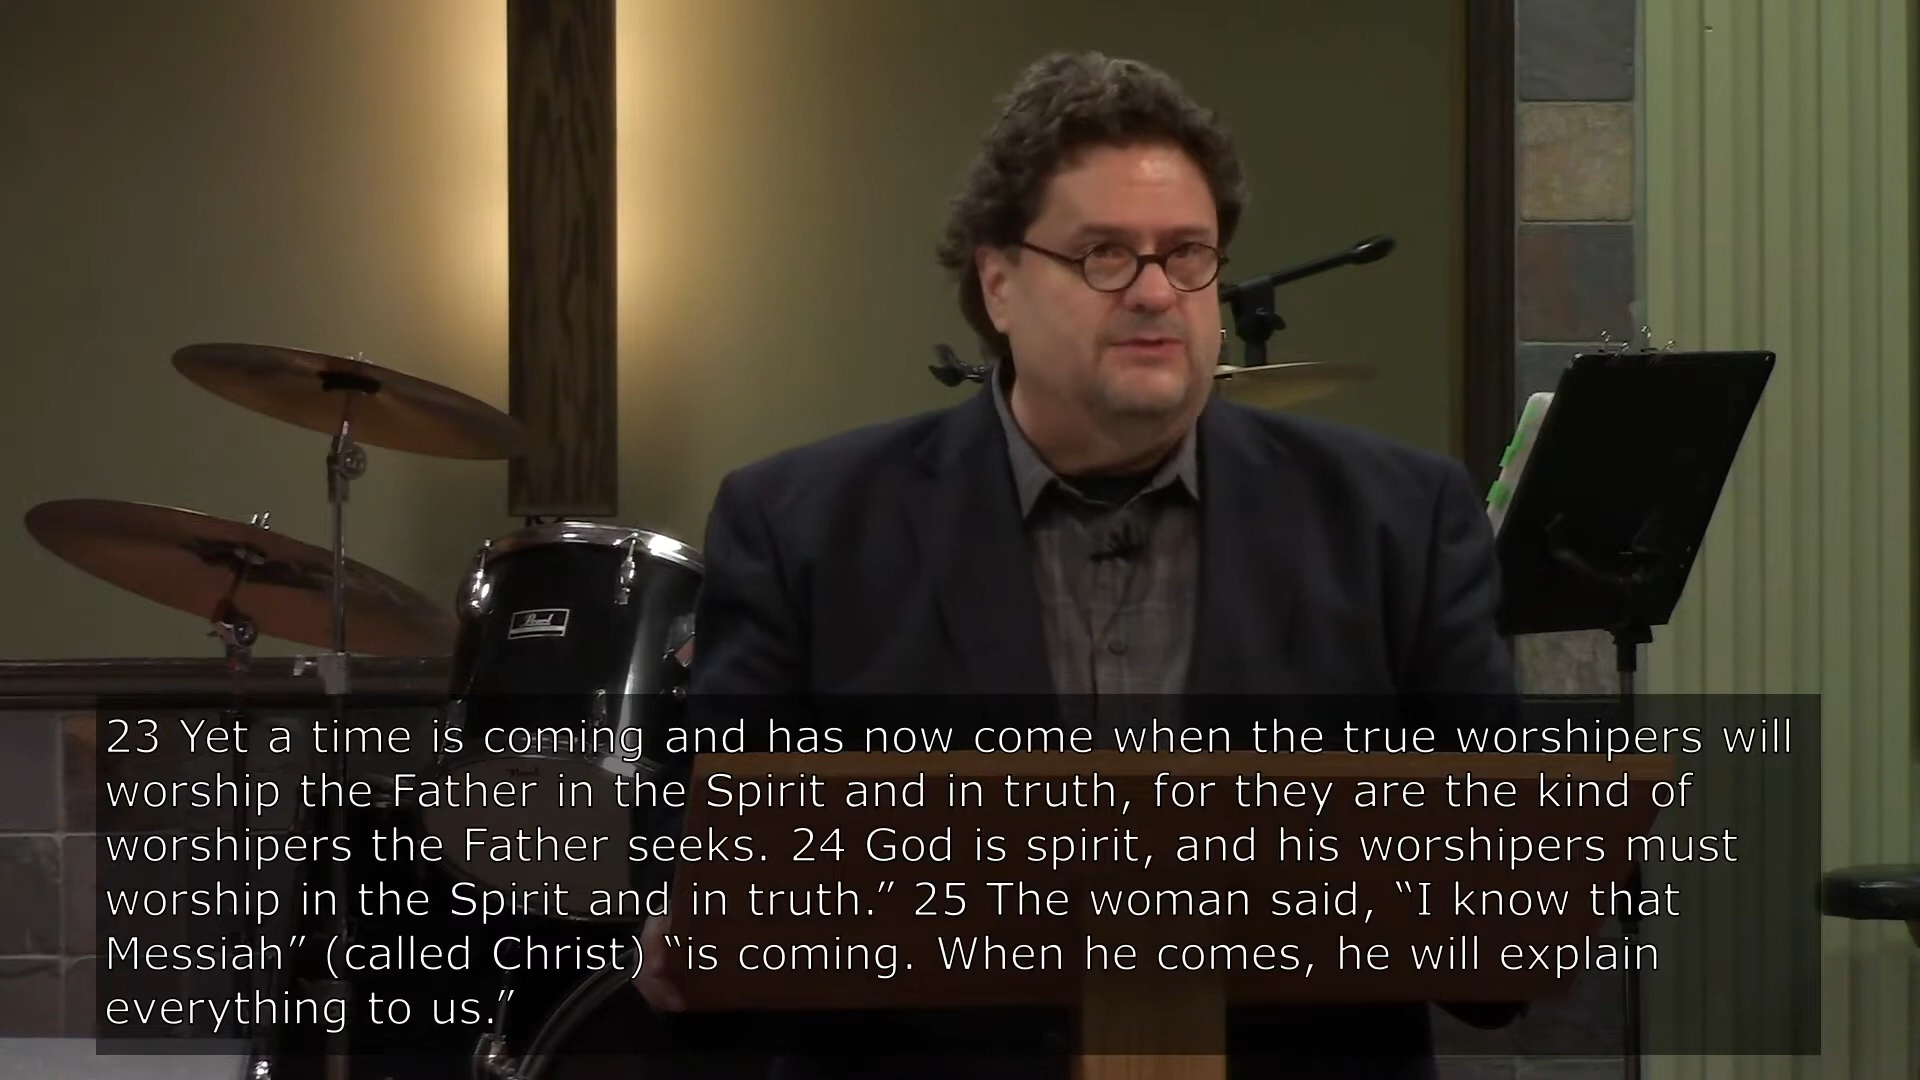 Pearl
23 Yet a time is coming and has now come when the true worshipers will
worship the Father in the Spirit and in truth, for they are the kind of
worshipers the Father seeks. 24 God is spirit, and his worshipers must
worship in the Spirit and in truth.” 25 The woman said, “I know that
Messiah” (called Christ) “is coming. When he comes, he will explain
everything to us.”